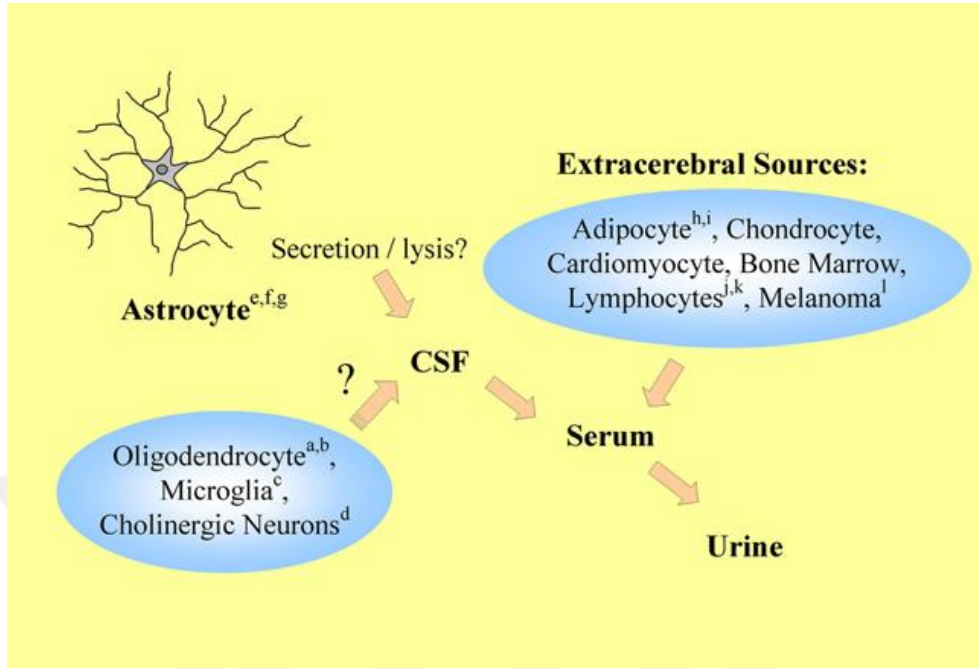 Extracerebral Sources:
Adipocyteh,i, Chondrocyte,
Cardiomyocyte, Bone Marrow,
Lymphocytesj,k, Melanomal
Secretion / lysis?
Astrocytee,f,g
CSF
?
Serum
Oligodendrocytea,b,
Microgliac,
Cholinergic Neuronsd
Urine